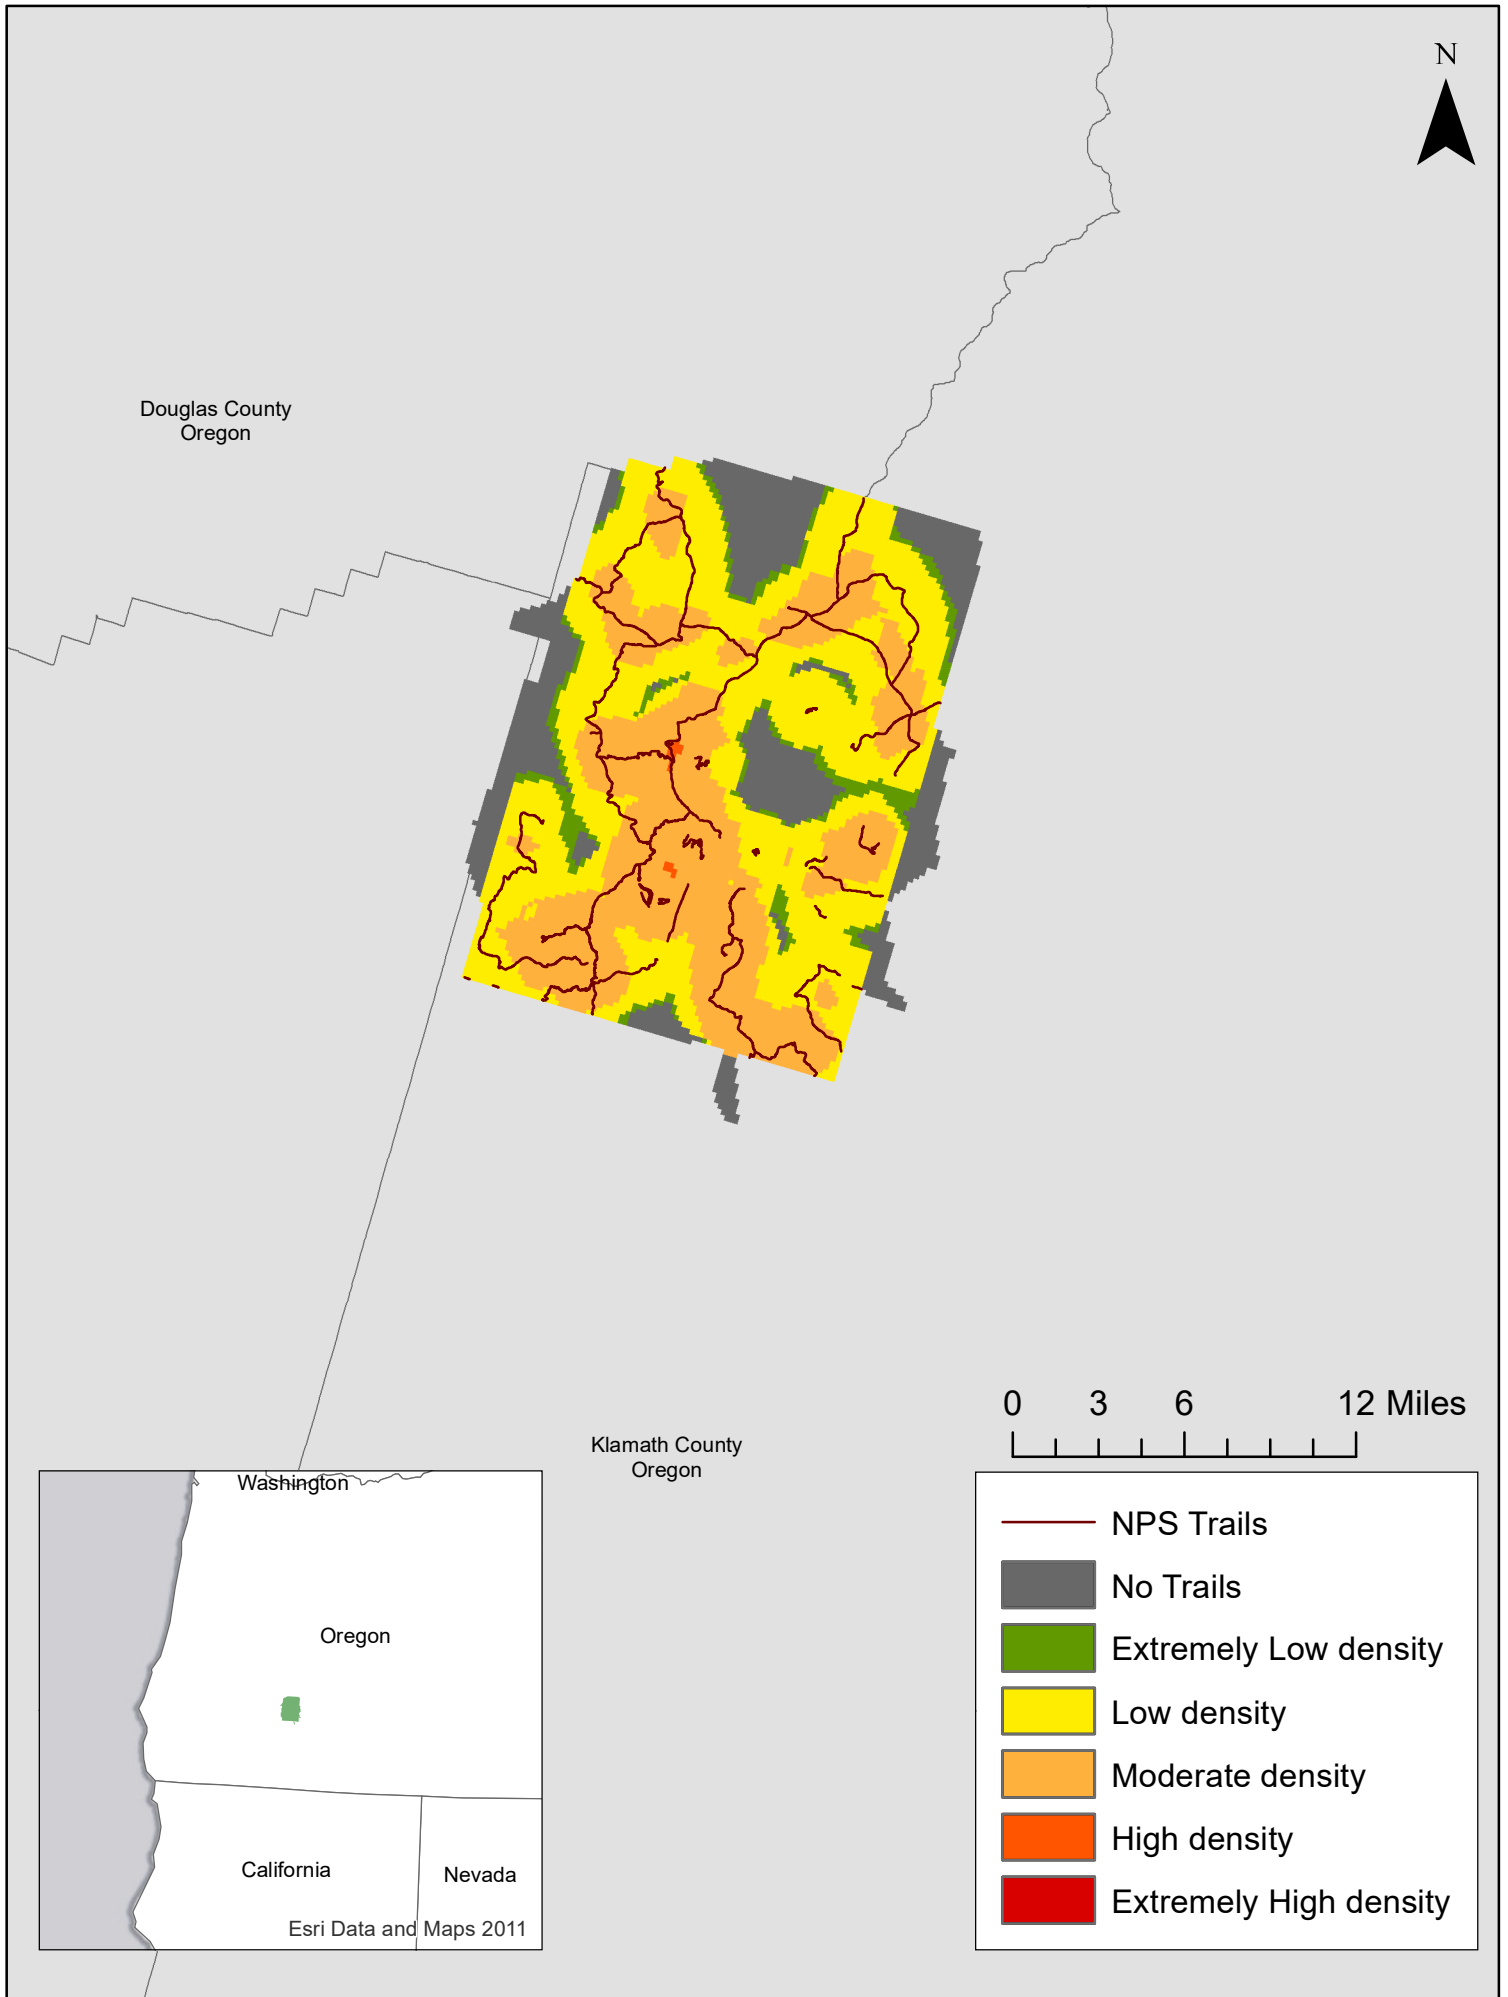 N
Douglas County
Oregon
0 3 6 12 Miles
Klamath County
Oregon
NPS Trails
No Trails
Extremely Low density
Low density
Moderate density
High density
Extremely High density
Washington
Oregon
California
Nevada
Esri Data and Maps 2011